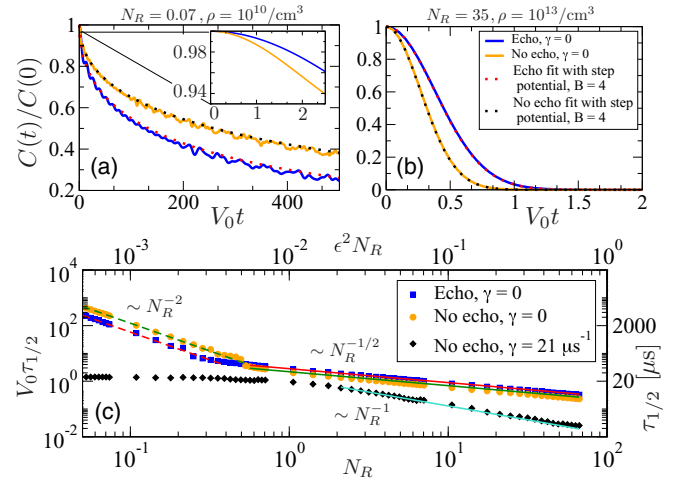 N_R = 0.07, ρ = 10^10/cm^3
N_R = 35, ρ = 10^13/cm^3
C(t)/C(0)
1
0.8
0.6
0.4
0.2
0.98
0.94
0 1 2
(a)
0 200 400
V_0t
1
0.8
0.6
0.4
0.2
0
Echo, γ = 0
No echo, γ = 0
Echo fit with step
potential, B = 4
No echo fit with step
potential, B = 4
(b)
0 0.5 1 1.5 2
V_0t
ϵ^2 N_R
10^-3 10^-2 10^-1 10^0
V_0τ_1/2
10^4
10^2
10^0
10^-2
∼ N_R^-2
∼ N_R^-1/2
∼ N_R^-1
Echo, γ = 0
No echo, γ = 0
No echo, γ = 21 μs^-1
2000
20
τ_1/2 [μs]
(c)
10^-1 10^0 10^1 10^2
N_R